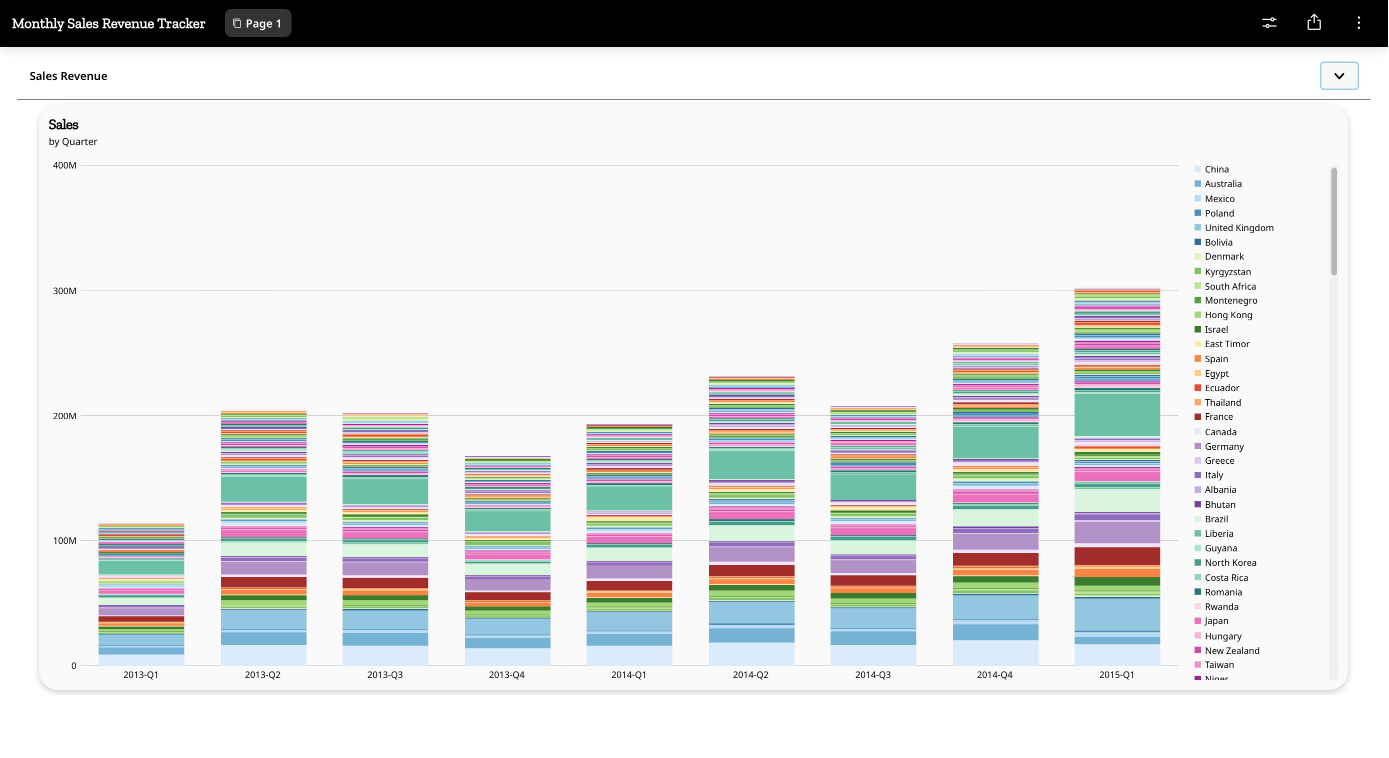 Monthly Sales Revenue Tracker
Page 1
Sales Revenue
Sales
by Quarter
400M
300M
200M
100M
0
2013-Q1
2013-Q2
2013-Q3
2013-Q4
2014-Q1
2014-Q2
2014-Q3
2014-Q4
2015-Q1
China
Australia
Mexico
Poland
United Kingdom
Bolivia
Denmark
Kyrgyzstan
South Africa
Montenegro
Hong Kong
Israel
East Timor
Spain
Egypt
Ecuador
Thailand
France
Canada
Germany
Greece
Italy
Albania
Bhutan
Brazil
Liberia
Guyana
North Korea
Costa Rica
Romania
Rwanda
Japan
Hungary
New Zealand
Taiwan
Niger